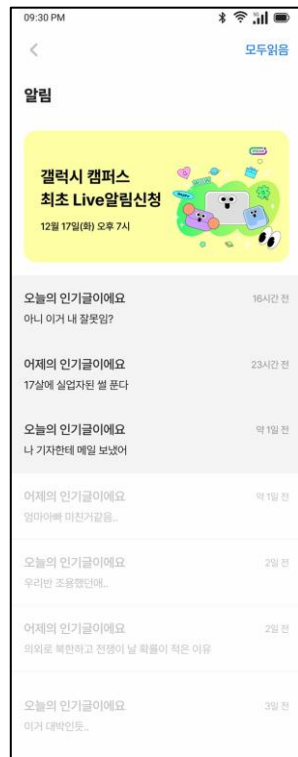 09:30 PM
모두읽음
알림
갤럭시 캠퍼스
최초 Live알림신청
12월 17일(화) 오후 7시
오늘의 인기글이에요
16시간 전
아니 이거 내 잘못임?
어제의 인기글이에요
23시간 전
17살에 실업자된 썰 푼다
오늘의 인기글이에요
약 1일 전
나 기자한테 메일 보냈어
어제의 인기글이에요
약 1일 전
엄마아빠 미친거같음..
오늘의 인기글이에요
2일 전
우리반 조용했던애..
어제의 인기글이에요
2일 전
의외로 북한하고 전쟁이 날 확률이 적은 이유
오늘의 인기글이에요
3일 전
이거 대박인듯..